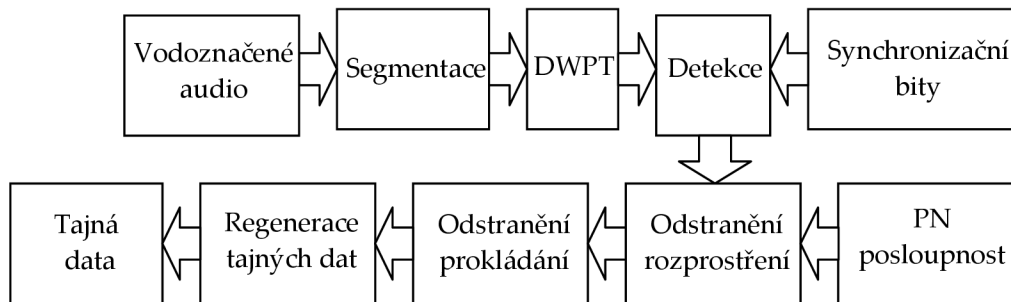 Vodoznačené
audio
Segmentace
DWPT
Detekce
Synchronizační
bity
Tajná
data
Regenerace
tajných dat
Odstranění
prokládání
Odstranění
rozprostření
PN
posloupnost